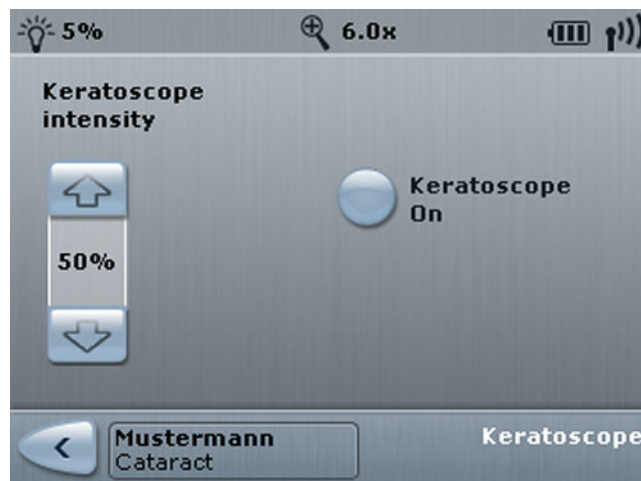 5%
6.0x
Keratoscope
intensity
50%
Keratoscope
On
Mustermann
Cataract
Keratoscope